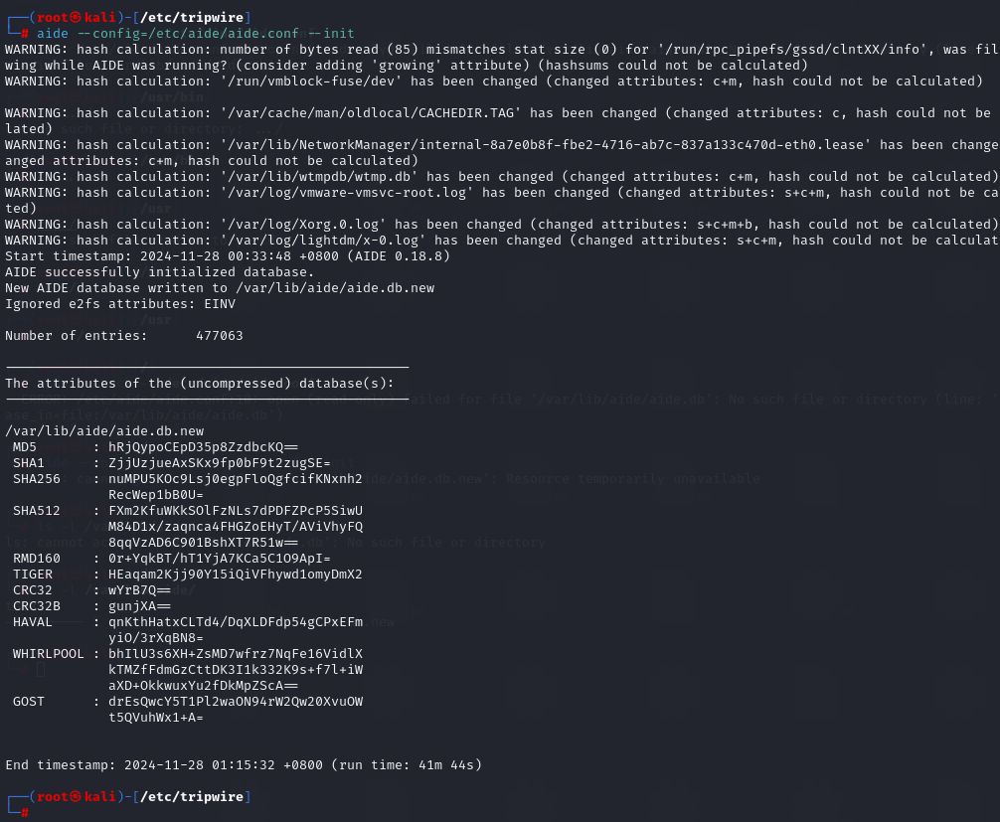 ┌──(root㉿kali)-[/etc/tripwire]
└─# aide --config=/etc/aide/aide.conf --init
WARNING: hash calculation: number of bytes read (85) mismatches stat size (0) for '/run/rpc_pipefs/gssd/clntXX/info', was fil
wing while AIDE was running? (consider adding 'growing' attribute) (hashsums could not be calculated)
WARNING: hash calculation: '/run/vmblock-fuse/dev' has been changed (changed attributes: c+m, hash could not be calculated)
WARNING: hash calculation: '/var/cache/man/oldlocal/CACHEDIR.TAG' has been changed (changed attributes: c, hash could not be
lated)
WARNING: hash calculation: '/var/lib/NetworkManager/internal-8a7e0b8f-fbe2-4716-ab7c-837a133c470d-eth0.lease' has been change
anged attributes: c+m, hash could not be calculated)
WARNING: hash calculation: '/var/lib/wtmpdb/wtmp.db' has been changed (changed attributes: c+m, hash could not be calculated)
WARNING: hash calculation: '/var/log/vmware-vmsvc-root.log' has been changed (changed attributes: s+c+m, hash could not be ca
ted)
WARNING: hash calculation: '/var/log/Xorg.0.log' has been changed (changed attributes: s+c+m+b, hash could not be calculated)
WARNING: hash calculation: '/var/log/lightdm/x-0.log' has been changed (changed attributes: s+c+m, hash could not be calculat
Start timestamp: 2024-11-28 00:33:48 +0800 (AIDE 0.18.8)
AIDE successfully initialized database.
New AIDE database written to /var/lib/aide/aide.db.new
Ignored e2fs attributes: EINV
Number of entries:      477063
---------------------------------------------------
The attributes of the (uncompressed) database(s):
---------------------------------------------------
/var/lib/aide/aide.db.new
 MD5       : hRjQypoCEpD35p8ZzdbcKQ==
 SHA1      : ZjjUzjueAxSKx9fp0bF9t2zugSE=
 SHA256    : nuMPU5KOc9Lsj0egpFloQgfcifKNxnh2
             RecWep1bB0U=
 SHA512    : FXm2KfuWKkSOlFzNLs7dPDFZPcP5SiwU
             M84D1x/zaqnca4FHGZoEHyT/AViVhyFQ
             8qqVzAD6C901BshXT7R51w==
 RMD160    : 0r+YqkBT/hT1YjA7KCa5C1O9ApI=
 TIGER     : HEaqam2Kjj90Y15iQiVFhywd1omyDmX2
 CRC32     : wYrB7Q==
 CRC32B    : gunjXA==
 HAVAL     : qnKthHatxCLTd4/DqXLDFdp54gCPxEFm
             yiO/3rXqBN8=
 WHIRLPOOL : bhIlU3s6XH+ZsMD7wfrz7NqFe16VidlX
             kTMZfFdmGzCttDK3I1k332K9s+f7l+iW
             aXD+OkkwuxYu2fDkMpZScA==
 GOST      : drEsQwcY5T1Pl2waON94rW2Qw20XvuOW
             t5QVuhWx1+A=
End timestamp: 2024-11-28 01:15:32 +0800 (run time: 41m 44s)
┌──(root㉿kali)-[/etc/tripwire]
└─#